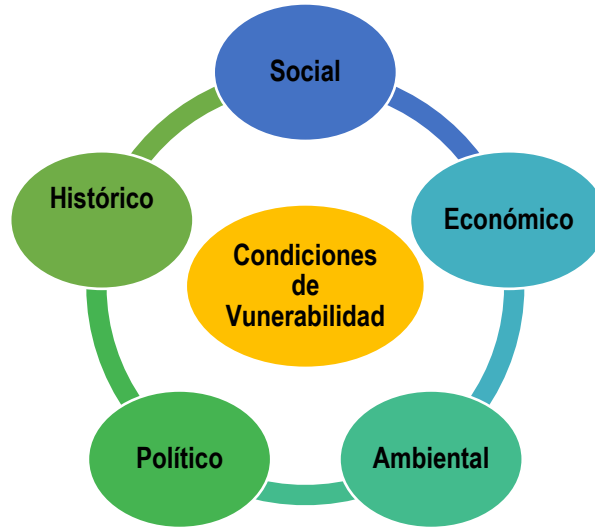 Social
Histórico
Económico
Condiciones
de
Vunerabilidad
Político
Ambiental